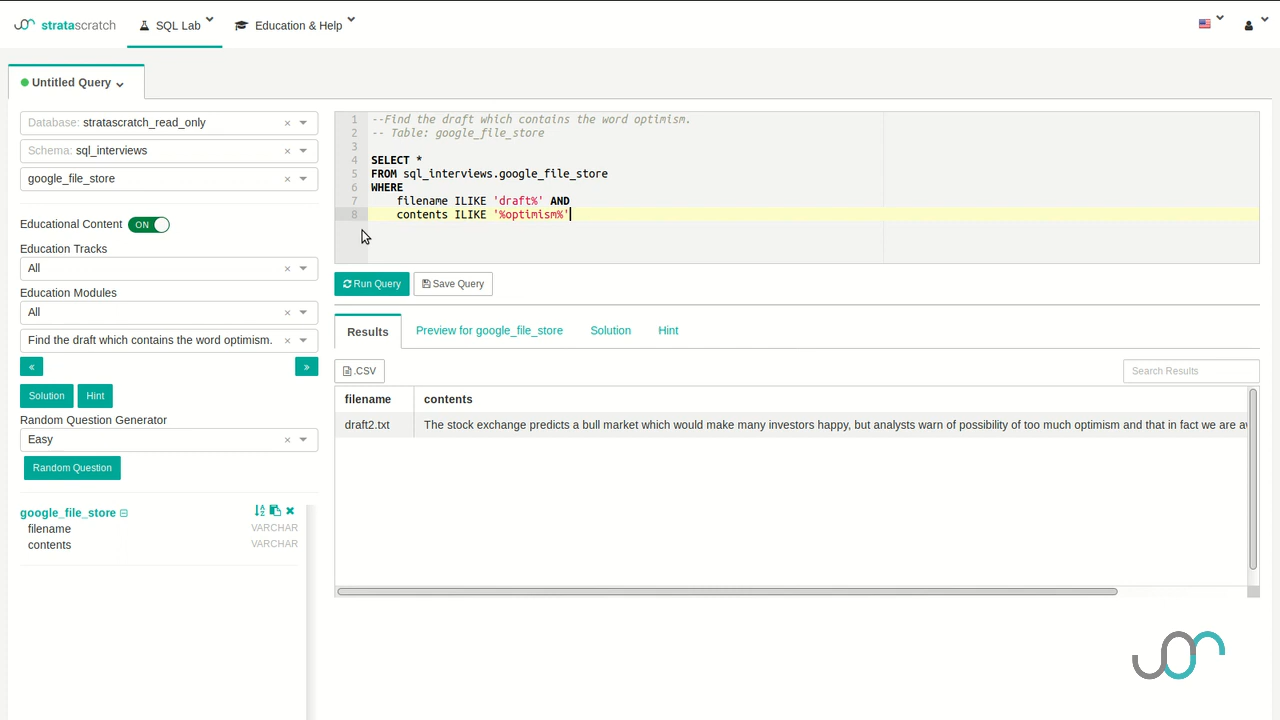 stratascratch
SQL Lab
Education & Help
Untitled Query
Database: stratascratch_read_only
Schema: sql_interviews
google_file_store
Educational Content ON
Education Tracks
All
Education Modules
All
Find the draft which contains the word optimism.
«
»
Solution
Hint
Random Question Generator
Easy
Random Question
google_file_store
filename VARCHAR
contents VARCHAR
1 --Find the draft which contains the word optimism.
2 -- Table: google_file_store
3
4 SELECT *
5 FROM sql_interviews.google_file_store
6 WHERE
7 filename ILIKE 'draft%' AND
8 contents ILIKE '%optimism%'
Run Query
Save Query
Results
Preview for google_file_store
Solution
Hint
.CSV
Search Results
filename contents
draft2.txt The stock exchange predicts a bull market which would make many investors happy, but analysts warn of possibility of too much optimism and that in fact we are